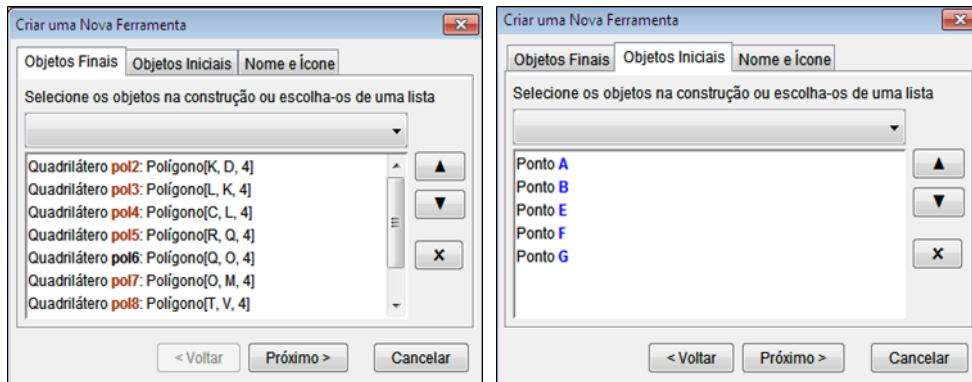 Criar uma Nova Ferramenta
Objetos Finais Objetos Iniciais Nome e Ícone
Selecione os objetos na construção ou escolha-os de uma lista
Quadrilátero pol2: Polígono[K, D, 4]
Quadrilátero pol3: Polígono[L, K, 4]
Quadrilátero pol4: Polígono[C, L, 4]
Quadrilátero pol5: Polígono[R, Q, 4]
Quadrilátero pol6: Polígono[Q, O, 4]
Quadrilátero pol7: Polígono[O, M, 4]
Quadrilátero pol8: Polígono[T, V, 4]
< Voltar Próximo > Cancelar
Criar uma Nova Ferramenta
Objetos Finais Objetos Iniciais Nome e Ícone
Selecione os objetos na construção ou escolha-os de uma lista
Ponto A
Ponto B
Ponto E
Ponto F
Ponto G
< Voltar Próximo > Cancelar